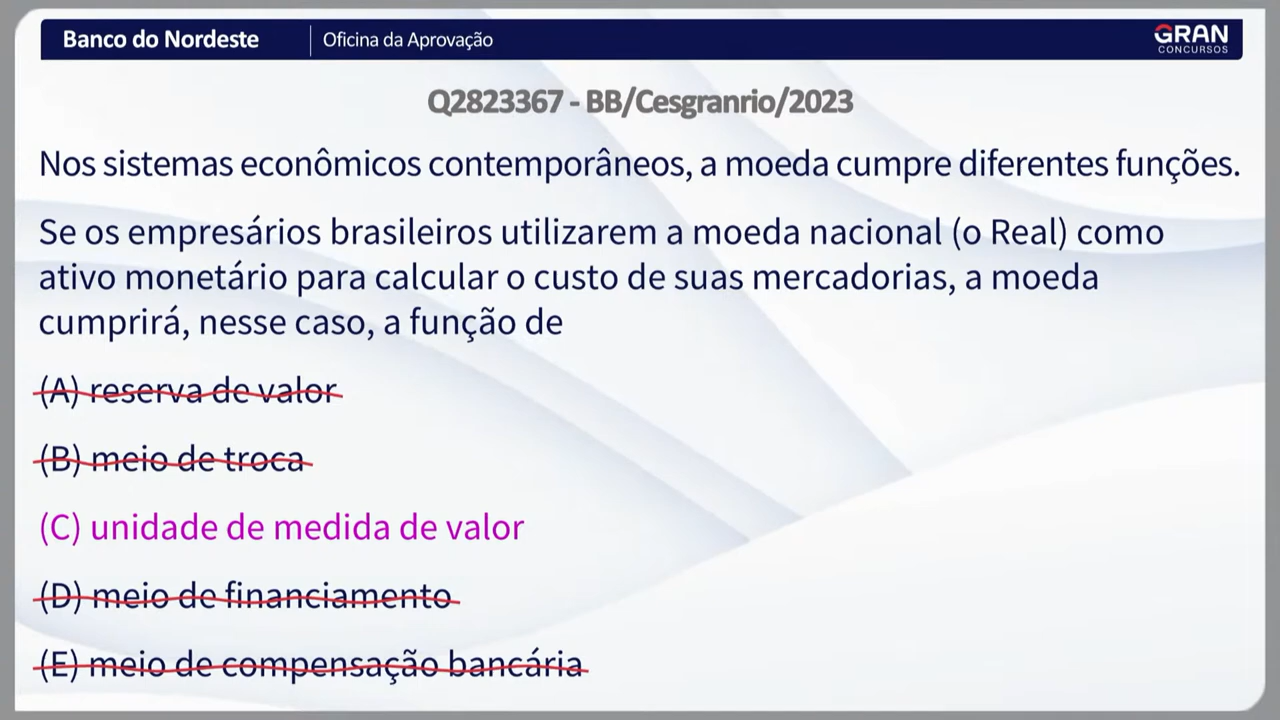 Banco do Nordeste
Oficina da Aprovação
GRAN
CONCURSOS
Q2823367 - BB/Cesgranrio/2023
Nos sistemas econômicos contemporâneos, a moeda cumpre diferentes funções.
Se os empresários brasileiros utilizarem a moeda nacional (o Real) como
ativo monetário para calcular o custo de suas mercadorias, a moeda
cumprirá, nesse caso, a função de
(A) reserva de valor
(B) meio de troca
(C) unidade de medida de valor
(D) meio de financiamento
(E) meio de compensação bancária